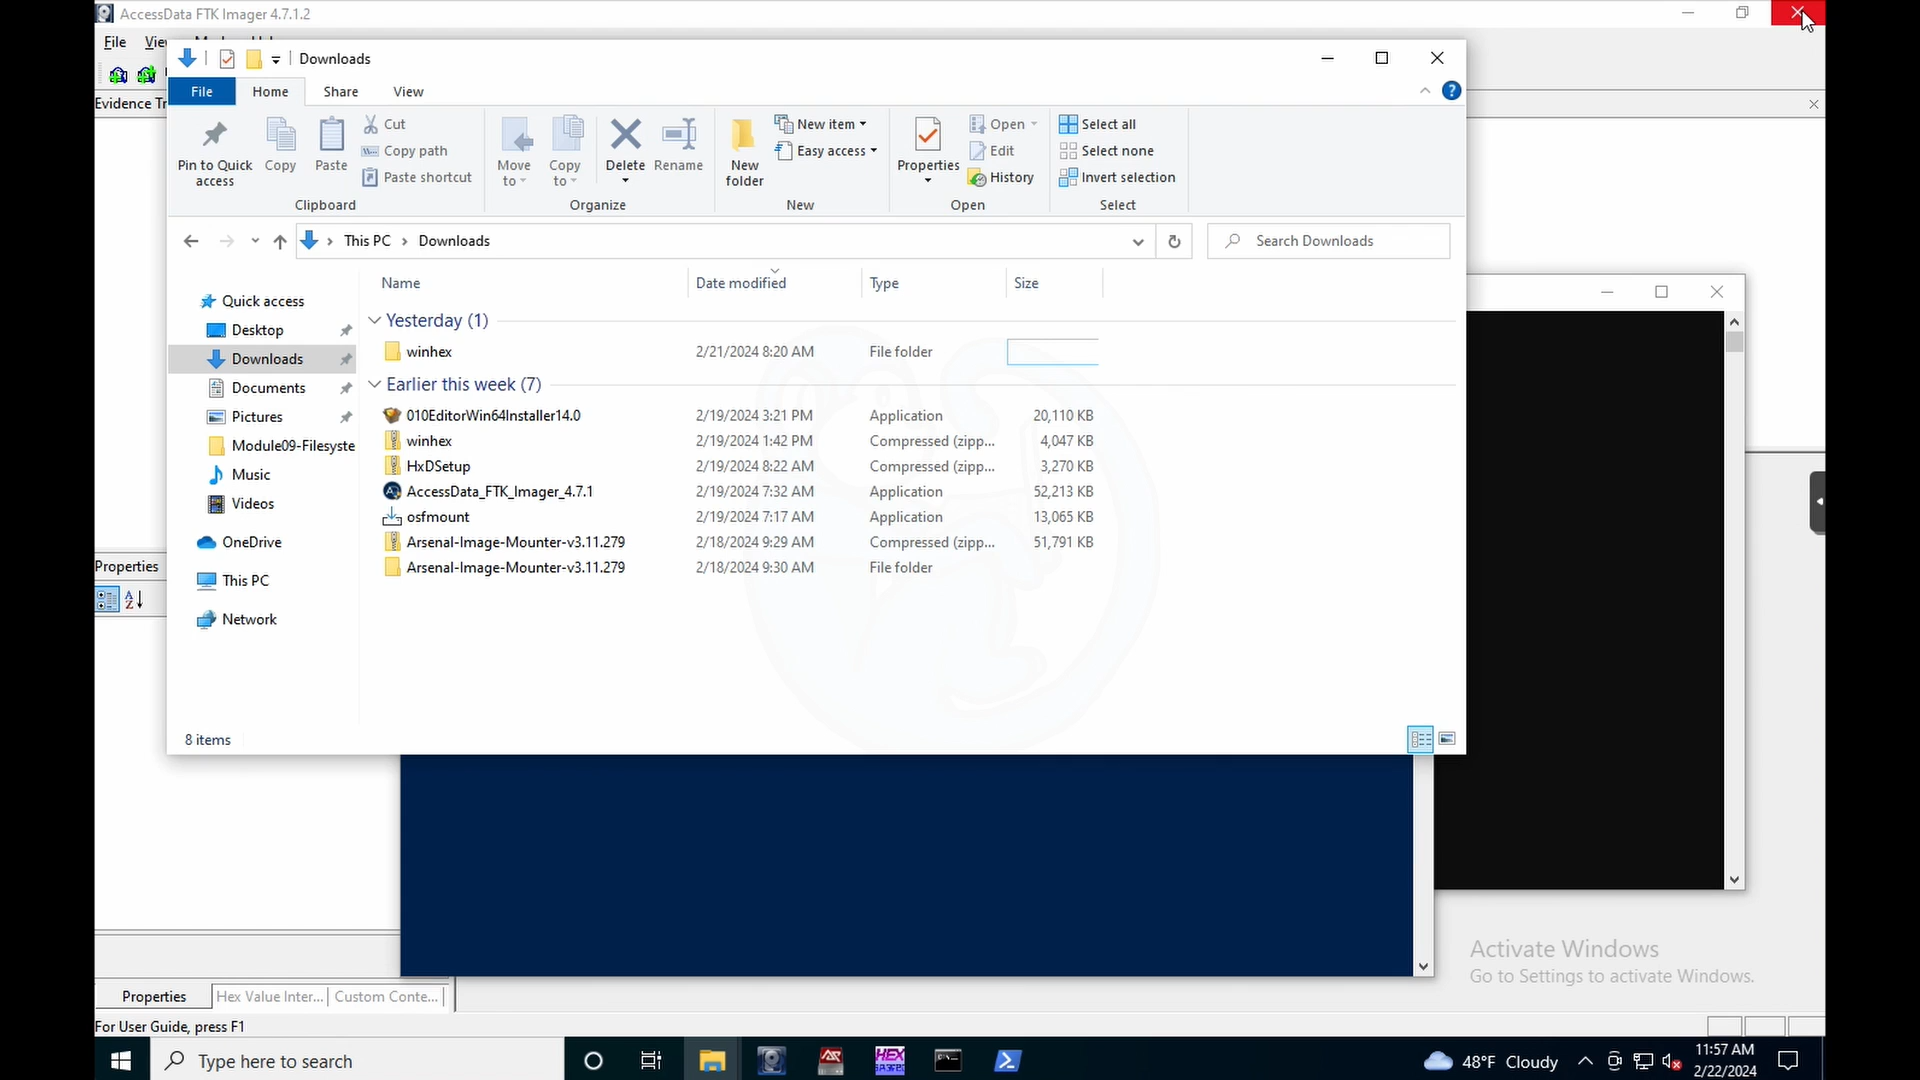 AccessData FTK Imager 4.7.1.2
File
Downloads
File Home Share View
Evidence Tr
Pin to Quick access
Copy
Paste
Cut
Copy path
Paste shortcut
Clipboard
Move to
Copy to
Delete
Rename
Organize
New folder
New item
Easy access
New
Properties
Open
Edit
History
Open
Select all
Select none
Invert selection
Select
This PC > Downloads
Search Downloads
Name Date modified Type Size
Quick access
Desktop
Downloads
Documents
Pictures
Module09-Filesyste
Music
Videos
OneDrive
This PC
Network
Yesterday (1)
winhex 2/21/2024 8:20 AM File folder
Earlier this week (7)
010EditorWin64Installer14.0 2/19/2024 3:21 PM Application 20,110 KB
winhex 2/19/2024 1:42 PM Compressed (zipp... 4,047 KB
HxDSetup 2/19/2024 8:22 AM Compressed (zipp... 3,270 KB
AccessData_FTK_Imager_4.7.1 2/19/2024 7:32 AM Application 52,213 KB
osfmount 2/19/2024 7:17 AM Application 13,065 KB
Arsenal-Image-Mounter-v3.11.279 2/18/2024 9:29 AM Compressed (zipp... 51,791 KB
Arsenal-Image-Mounter-v3.11.279 2/18/2024 9:30 AM File folder
8 items
Properties
Activate Windows
Go to Settings to activate Windows.
Properties Hex Value Inter... Custom Conte...
For User Guide, press F1
Type here to search
HEX
48°F Cloudy
11:57 AM
2/22/2024